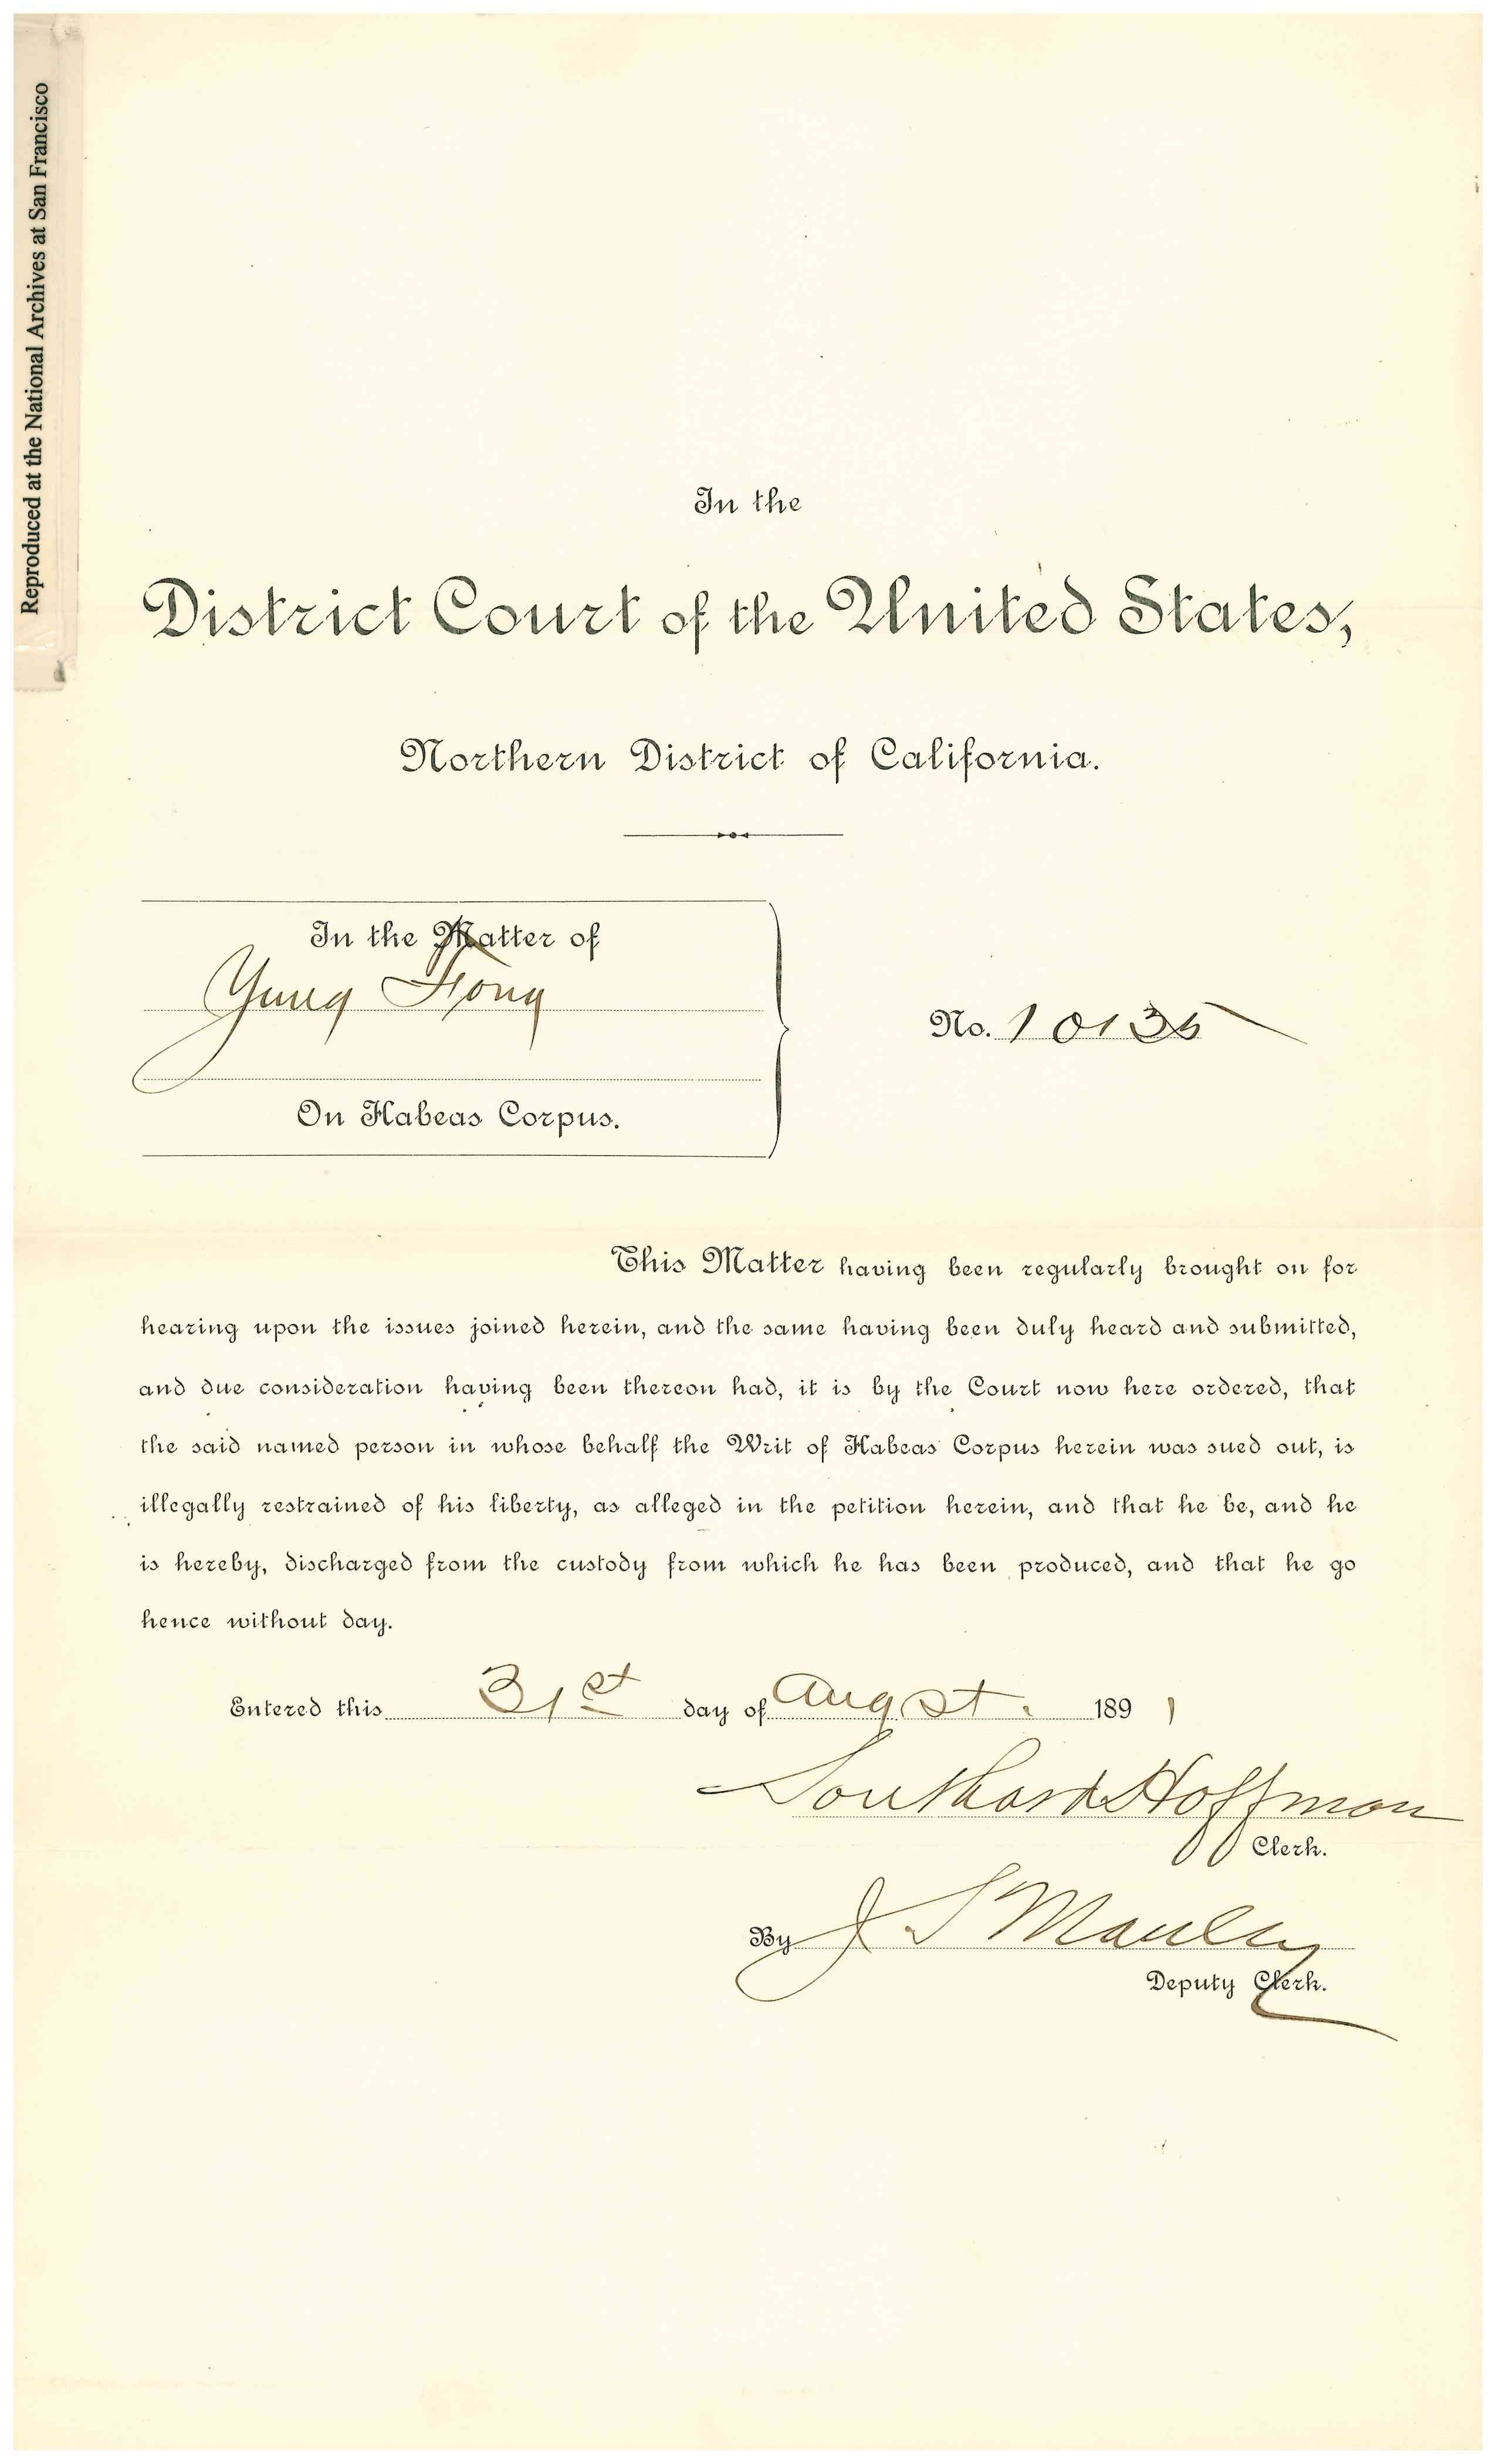 Reproduced at the National Archives at San Francisco
In the
District Court of the United States,
Northern District of California.
In the Matter of
Yung Hong
On Habeas Corpus.
No. 10135
This Matter having been regularly brought on for
hearing upon the issues joined herein, and the same having been duly heard and submitted,
and due consideration having been thereon had, it is by the Court now here ordered, that
the said named person in whose behalf the Writ of Habeas Corpus herein was sued out, is
illegally restrained of his liberty, as alleged in the petition herein, and that he be, and he
is hereby, discharged from the custody from which he has been produced, and that he go
hence without day.
Entered this 31st day of Augst. 1891
Southard Hoffman
Clerk.
By J S Manley
Deputy Clerk.